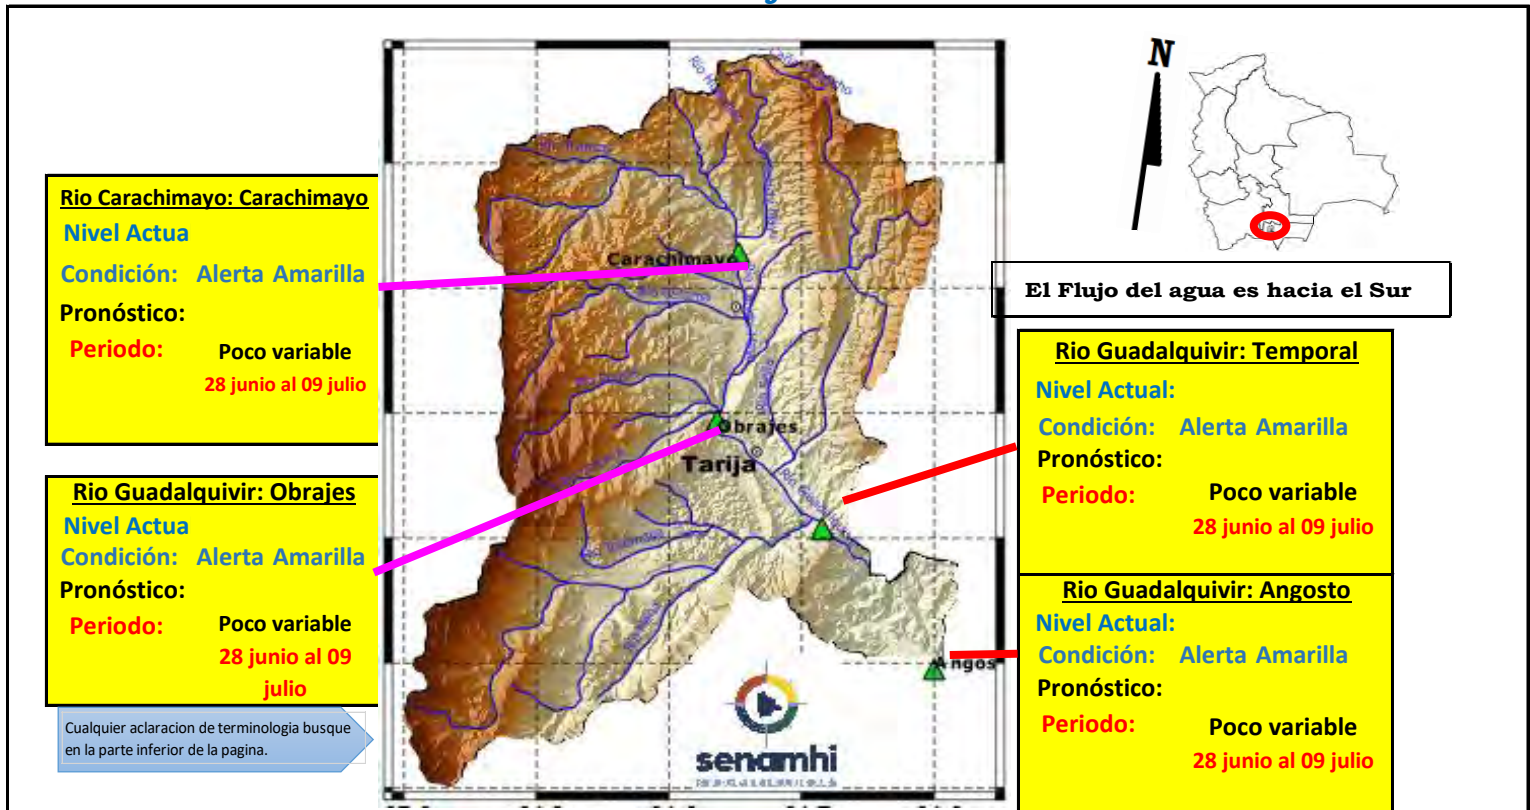 N
El Flujo del agua es hacia el Sur
Rio Carachimayo: Carachimayo
Nivel Actua
Condición: Alerta Amarilla
Pronóstico:
Periodo: Poco variable
28 junio al 09 julio
Rio Guadalquivir: Obrajes
Nivel Actua
Condición: Alerta Amarilla
Pronóstico:
Periodo: Poco variable
28 junio al 09
julio
Cualquier aclaracion de terminologia busque
en la parte inferior de la pagina.
Carachimayo
Obrajes
Tarija
Angos
senamhi
Rio Guadalquivir: Temporal
Nivel Actual:
Condición: Alerta Amarilla
Pronóstico:
Periodo: Poco variable
28 junio al 09 julio
Rio Guadalquivir: Angosto
Nivel Actual:
Condición: Alerta Amarilla
Pronóstico:
Periodo: Poco variable
28 junio al 09 julio